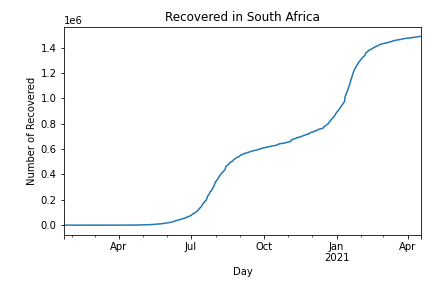 Recovered in South Africa
1e6
1.4
1.2
1.0
0.8
0.6
0.4
0.2
0.0
Number of Recovered
Apr Jul Oct Jan Apr
2021
Day